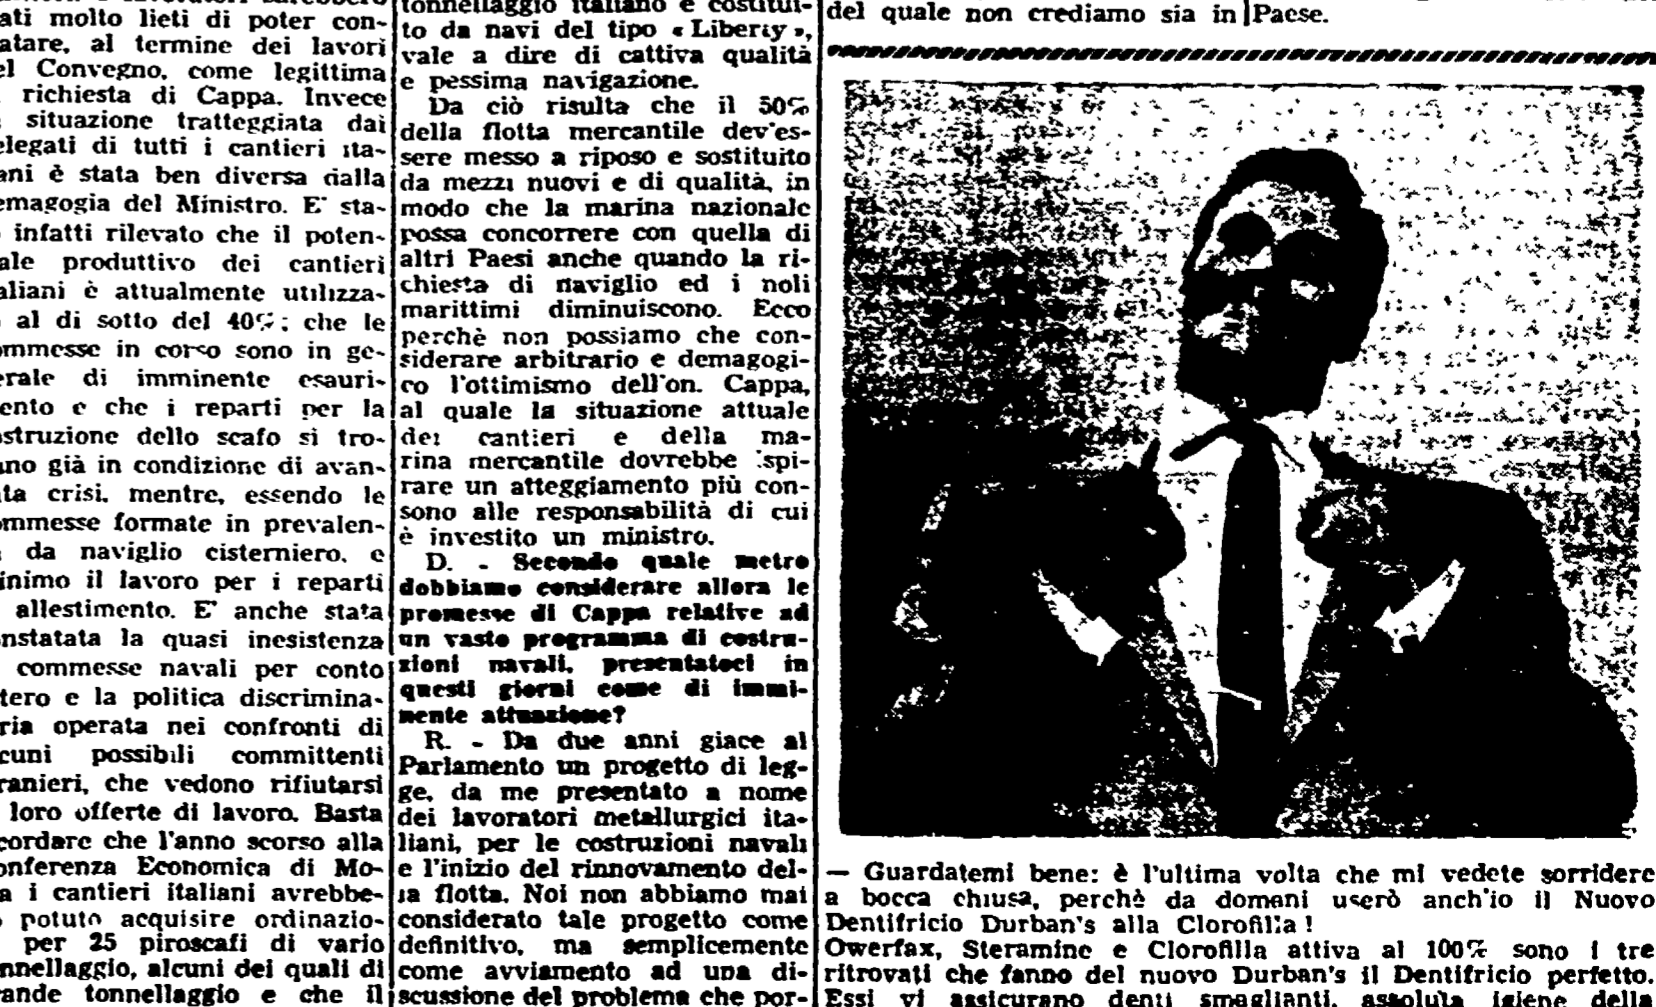 ati molto lieti di poter con-
atare, al termine dei lavori
el Convegno, come legittima
richiesta di Cappa. Invece
situazione tratteggiata dai
elegati di tutti i cantieri ita-
ani è stata ben diversa dalla
emagogia del Ministro. E' sta-
infatti rilevato che il poten-
ale produttivo dei cantieri
aliani è attualmente utilizza-
al di sotto del 40%; che le
ommesse in corso sono in ge-
erale di imminente esauri-
ento e che i reparti per la
ostruzione dello scafo si tro-
ano già in condizione di avan-
ata crisi, mentre, essendo le
ommesse formate in prevalen-
da naviglio cisterniero, e
inimo il lavoro per i reparti
allestimento. E' anche stata
onstatata la quasi inesistenza
commesse navali per conto
stero e la politica discrimina-
ria operata nei confronti di
cuni possibili committenti
ranieri, che vedono rifiutarsi
loro offerte di lavoro. Basta
cordare che l'anno scorso alla
onferenza Economica di Mo-
a i cantieri italiani avrebbe-
potuto acquisire ordinazio-
per 25 piroscafi di vario
nnellaggio, alcuni dei quali di
ande tonnellaggio e che il
tonnellaggio italiano è costitui-
to da navi del tipo « Liberty »,
vale a dire di cattiva qualità
e pessima navigazione.
Da ciò risulta che il 50%
della flotta mercantile dev'es-
sere messo a riposo e sostituito
da mezzi nuovi e di qualità, in
modo che la marina nazionale
possa concorrere con quella di
altri Paesi anche quando la ri-
chiesta di naviglio ed i noli
marittimi diminuiscono. Ecco
perchè non possiamo che con-
siderare arbitrario e demagogi-
co l'ottimismo dell'on. Cappa,
al quale la situazione attuale
dei cantieri e della ma-
rina mercantile dovrebbe ispi-
rare un atteggiamento più con-
sono alle responsabilità di cui
è investito un ministro.
D. - Secondo quale metro
dobbiamo considerare allora le
promesse di Cappa relative ad
un vasto programma di costru-
zioni navali, presentatoci in
questi giorni come di immi-
nente attuazione?
R. - Da due anni giace al
Parlamento un progetto di leg-
ge, da me presentato a nome
dei lavoratori metallurgici ita-
liani, per le costruzioni navali
e l'inizio del rinnovamento del-
la flotta. Noi non abbiamo mai
considerato tale progetto come
definitivo, ma semplicemente
come avviamento ad una di-
scussione del problema che por-
del quale non crediamo sia in Paese.
— Guardatemi bene: è l'ultima volta che mi vedete sorridere
a bocca chiusa, perchè da domani userò anch'io il Nuovo
Dentifricio Durban's alla Clorofilla!
Owerfax, Steramine e Clorofilla attiva al 100% sono i tre
ritrovati che fanno del nuovo Durban's il Dentifricio perfetto.
Essi vi assicurano denti smaglianti, assoluta igiene della